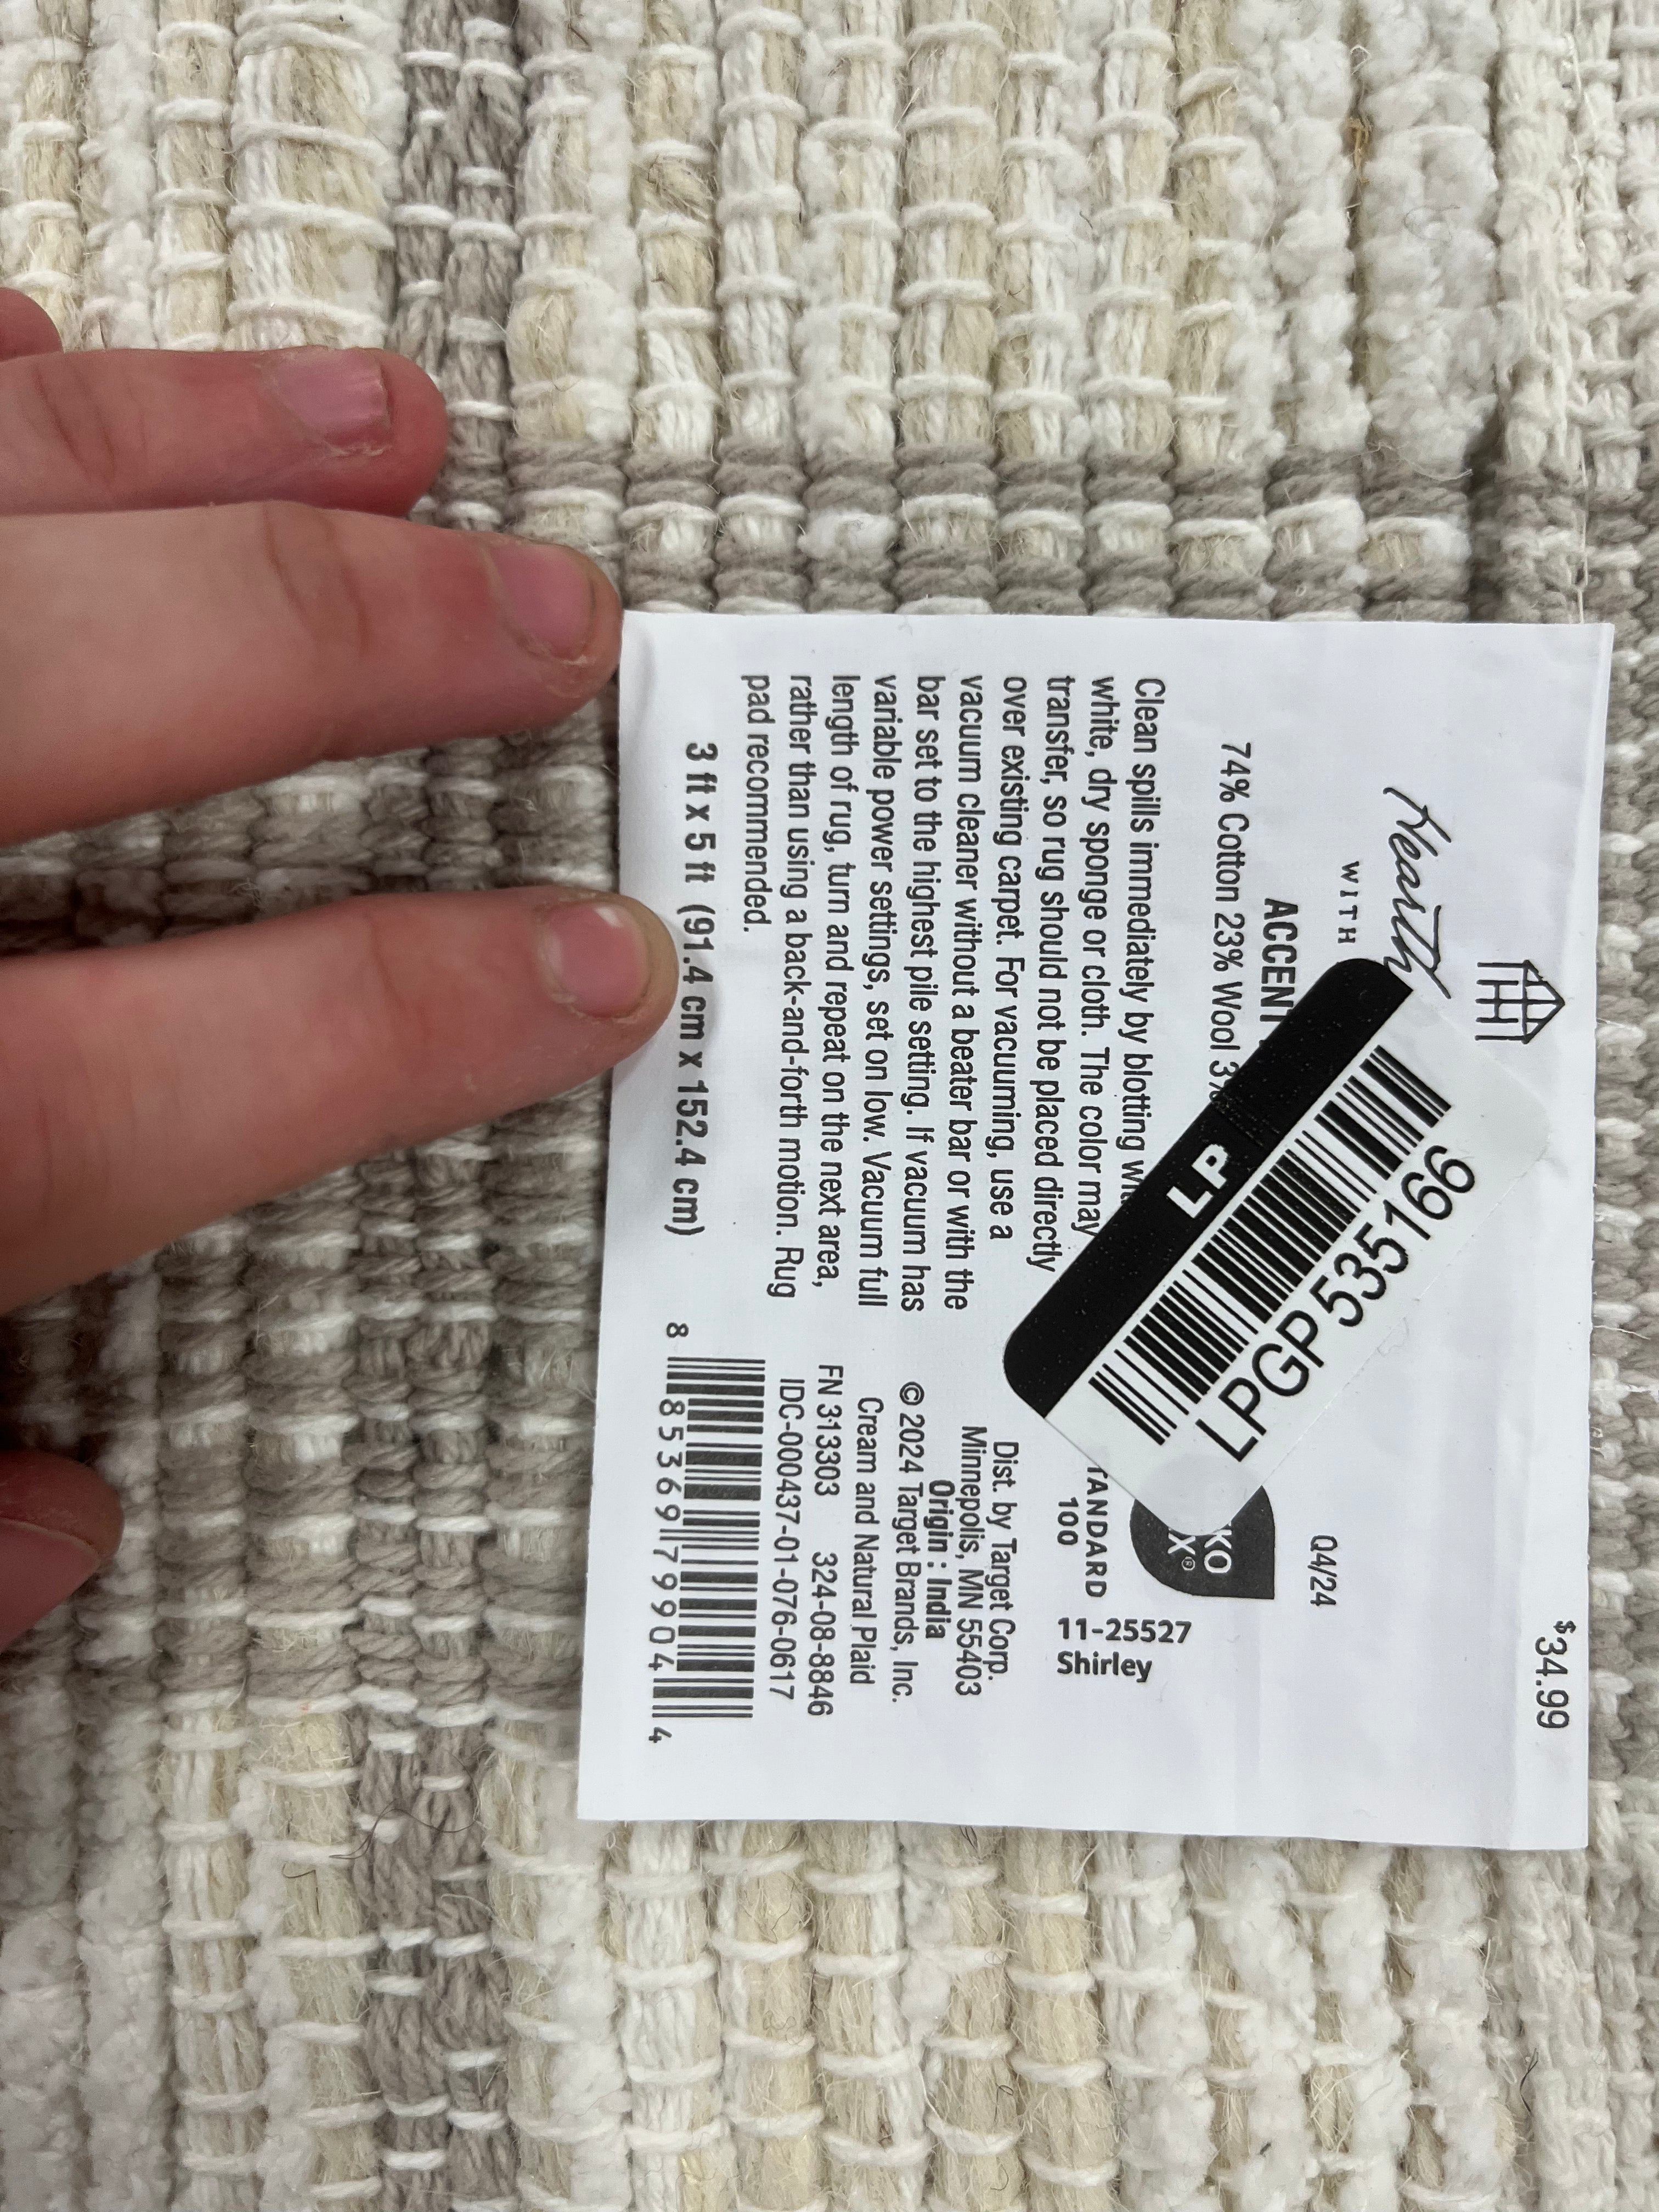 $34.99
Hearth
WITH
Q4/24
ACCENT
74% Cotton 23% Wool 3%
Clean spills immediately by blotting
white, dry sponge or cloth. The color may
transfer, so rug should not be placed directly
over existing carpet. For vacuuming, use a
vacuum cleaner without a beater bar or with the
bar set to the highest pile setting. If vacuum has
variable power settings, set on low. Vacuum full
length of rug, turn and repeat on the next area,
rather than using a back-and-forth motion. Rug
pad recommended.
3 ft x 5 ft (91.4 cm x 152.4 cm)
LP
LPGP 535166
KO
X®
TANDARD
100
11-25527
Shirley
Dist. by Target Corp.
Minnepolis, MN 55403
Origin : India
© 2024 Target Brands, Inc.
Cream and Natural Plaid
FN 313303 324-08-8846
IDC-000437-01-076-0617
8 85369 79904 4